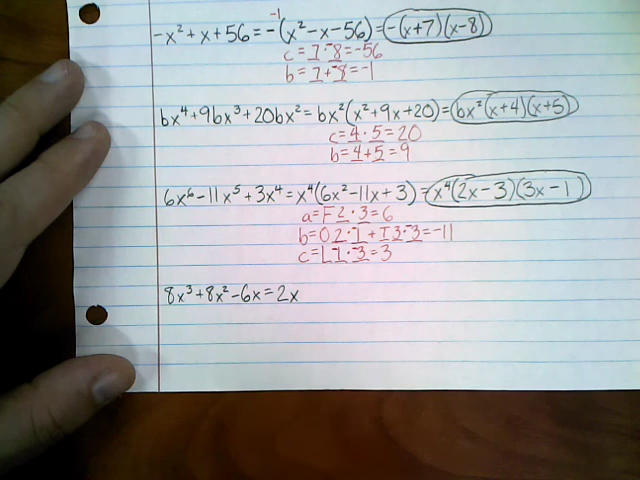 -1
-x² + x + 56 = -(x² - x - 56) = -(x+7)(x-8)
c = 7 · -8 = -56
b = 7 + -8 = -1
bx⁴ + 9bx³ + 20bx² = bx²(x² + 9x + 20) = bx²(x+4)(x+5)
c = 4 · 5 = 20
b = 4 + 5 = 9
6x⁶ - 11x⁵ + 3x⁴ = x⁴(6x² - 11x + 3) = x⁴(2x - 3)(3x - 1)
a = F 2 · 3 = 6
b = O 2 · -1 + I 3 · -3 = -11
c = L -1 · -3 = 3
8x³ + 8x² - 6x = 2x